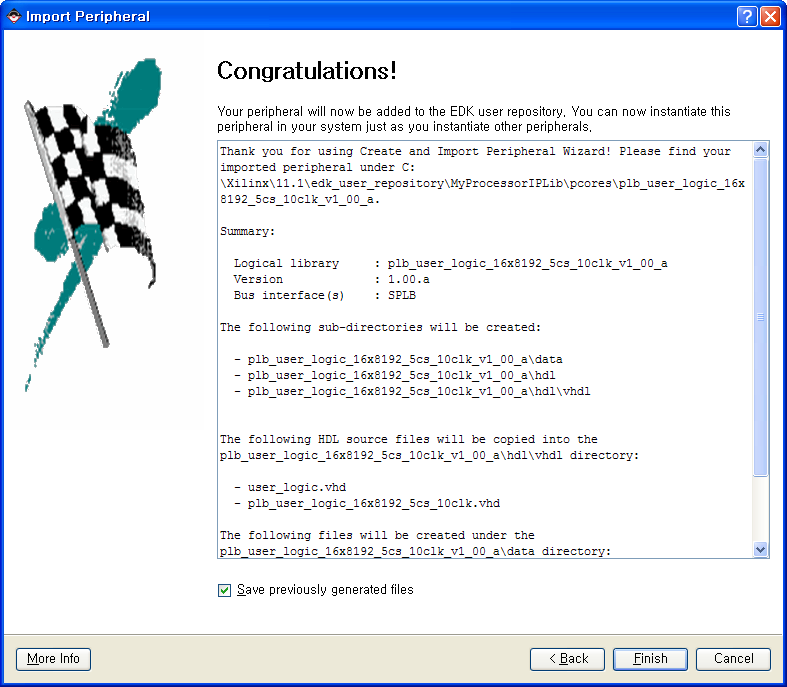 Import Peripheral
Congratulations!
Your peripheral will now be added to the EDK user repository. You can now instantiate this
peripheral in your system just as you instantiate other peripherals.
Thank you for using Create and Import Peripheral Wizard! Please find your
imported peripheral under C:
\Xilinx\11.1\edk_user_repository\MyProcessorIPLib\pcores\plb_user_logic_16x
8192_5cs_10clk_v1_00_a.
Summary:
Logical library : plb_user_logic_16x8192_5cs_10clk_v1_00_a
Version : 1.00.a
Bus interface(s) : SPLB
The following sub-directories will be created:
- plb_user_logic_16x8192_5cs_10clk_v1_00_a\data
- plb_user_logic_16x8192_5cs_10clk_v1_00_a\hdl
- plb_user_logic_16x8192_5cs_10clk_v1_00_a\hdl\vhdl
The following HDL source files will be copied into the
plb_user_logic_16x8192_5cs_10clk_v1_00_a\hdl\vhdl directory:
- user_logic.vhd
- plb_user_logic_16x8192_5cs_10clk.vhd
The following files will be created under the
plb_user_logic_16x8192_5cs_10clk_v1_00_a\data directory:
Save previously generated files
More Info
< Back
Finish
Cancel